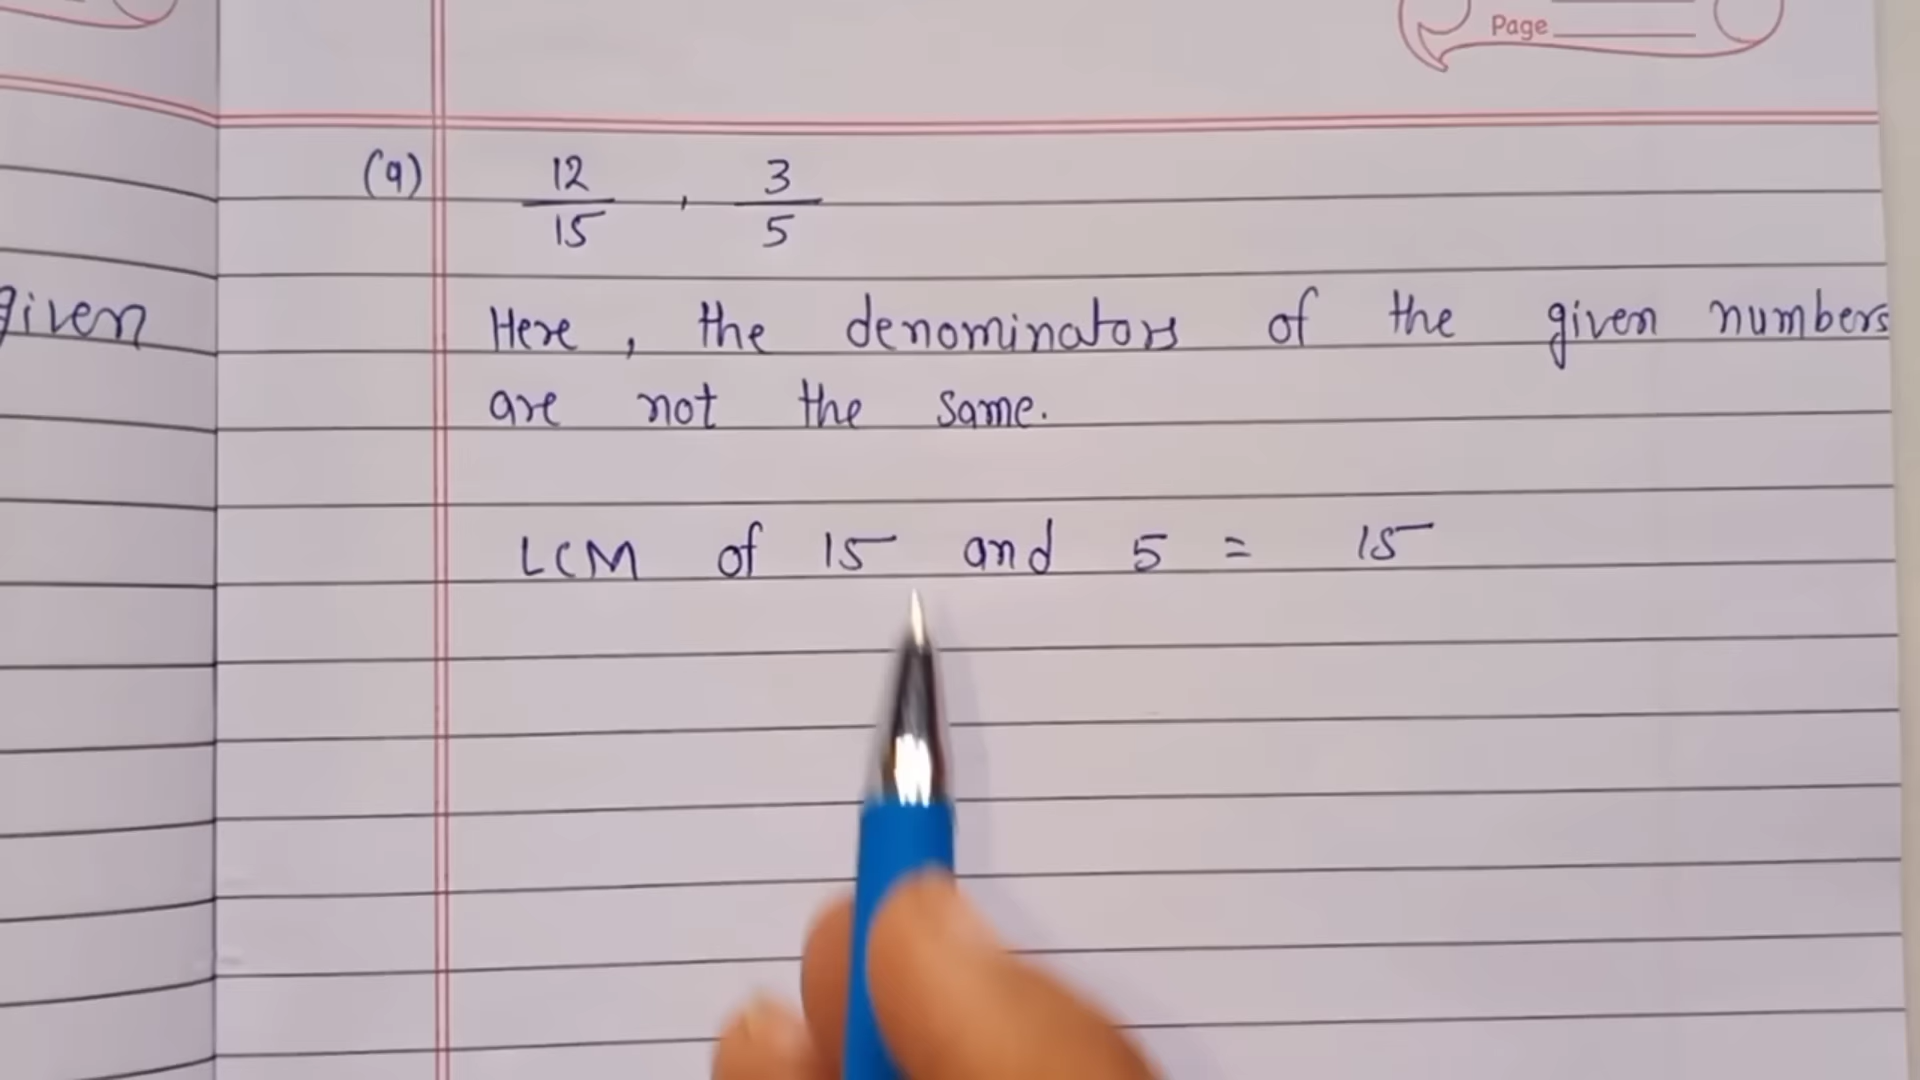 Page
(a) 12/15 , 3/5
given
Here, the denominators of the given numbers
are not the same.
LCM of 15 and 5 = 15